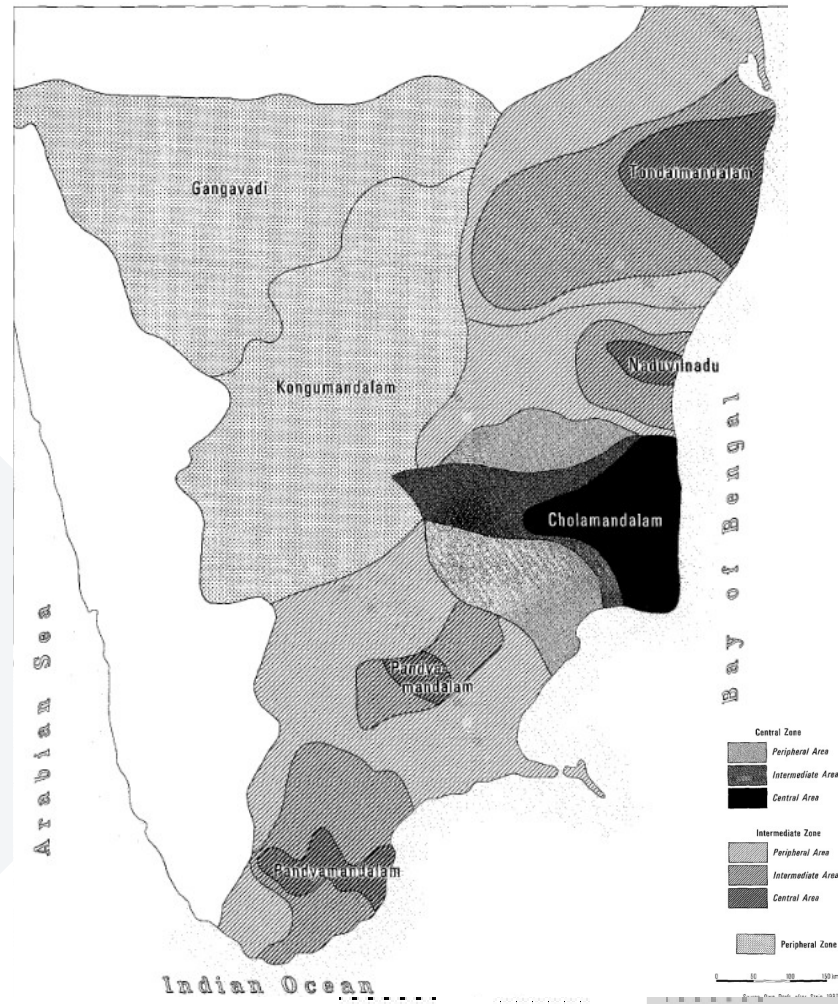 Gangavadi
Tondaimandalam
Kongumandalam
Naduvilnadu
Cholamandalam
Pandya-
mandalam
Pandyamandalam
Arabian Sea
Bay of Bengal
Indian Ocean
Central Zone
Peripheral Area
Intermediate Area
Central Area
Intermediate Zone
Peripheral Area
Intermediate Area
Central Area
Peripheral Zone
0 50 100 150 km